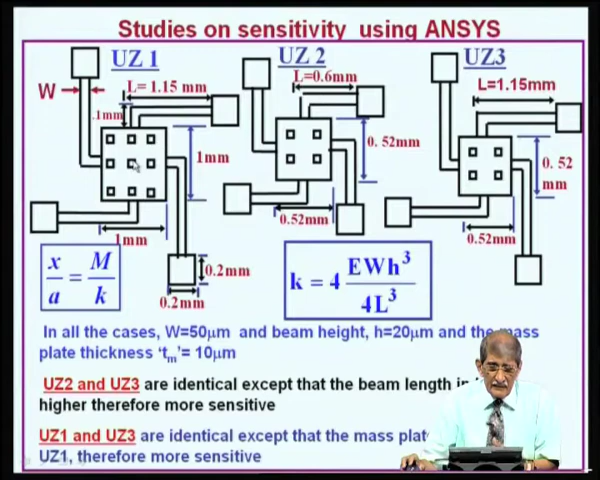 Studies on sensitivity using ANSYS
UZ 1
UZ 2
UZ3
W
L= 1.15 mm
.1mm
1mm
1mm
0.2mm
0.2mm
L=0.6mm
0. 52mm
0.52mm
L=1.15mm
0. 52
mm
0.52mm
x/a = M/k
k = 4 EWh³/4L³
In all the cases, W=50μm and beam height, h=20μm and the mass
plate thickness 'tₘ'= 10μm
UZ2 and UZ3 are identical except that the beam length
higher therefore more sensitive
UZ1 and UZ3 are identical except that the mass
UZ1, therefore more sensitive